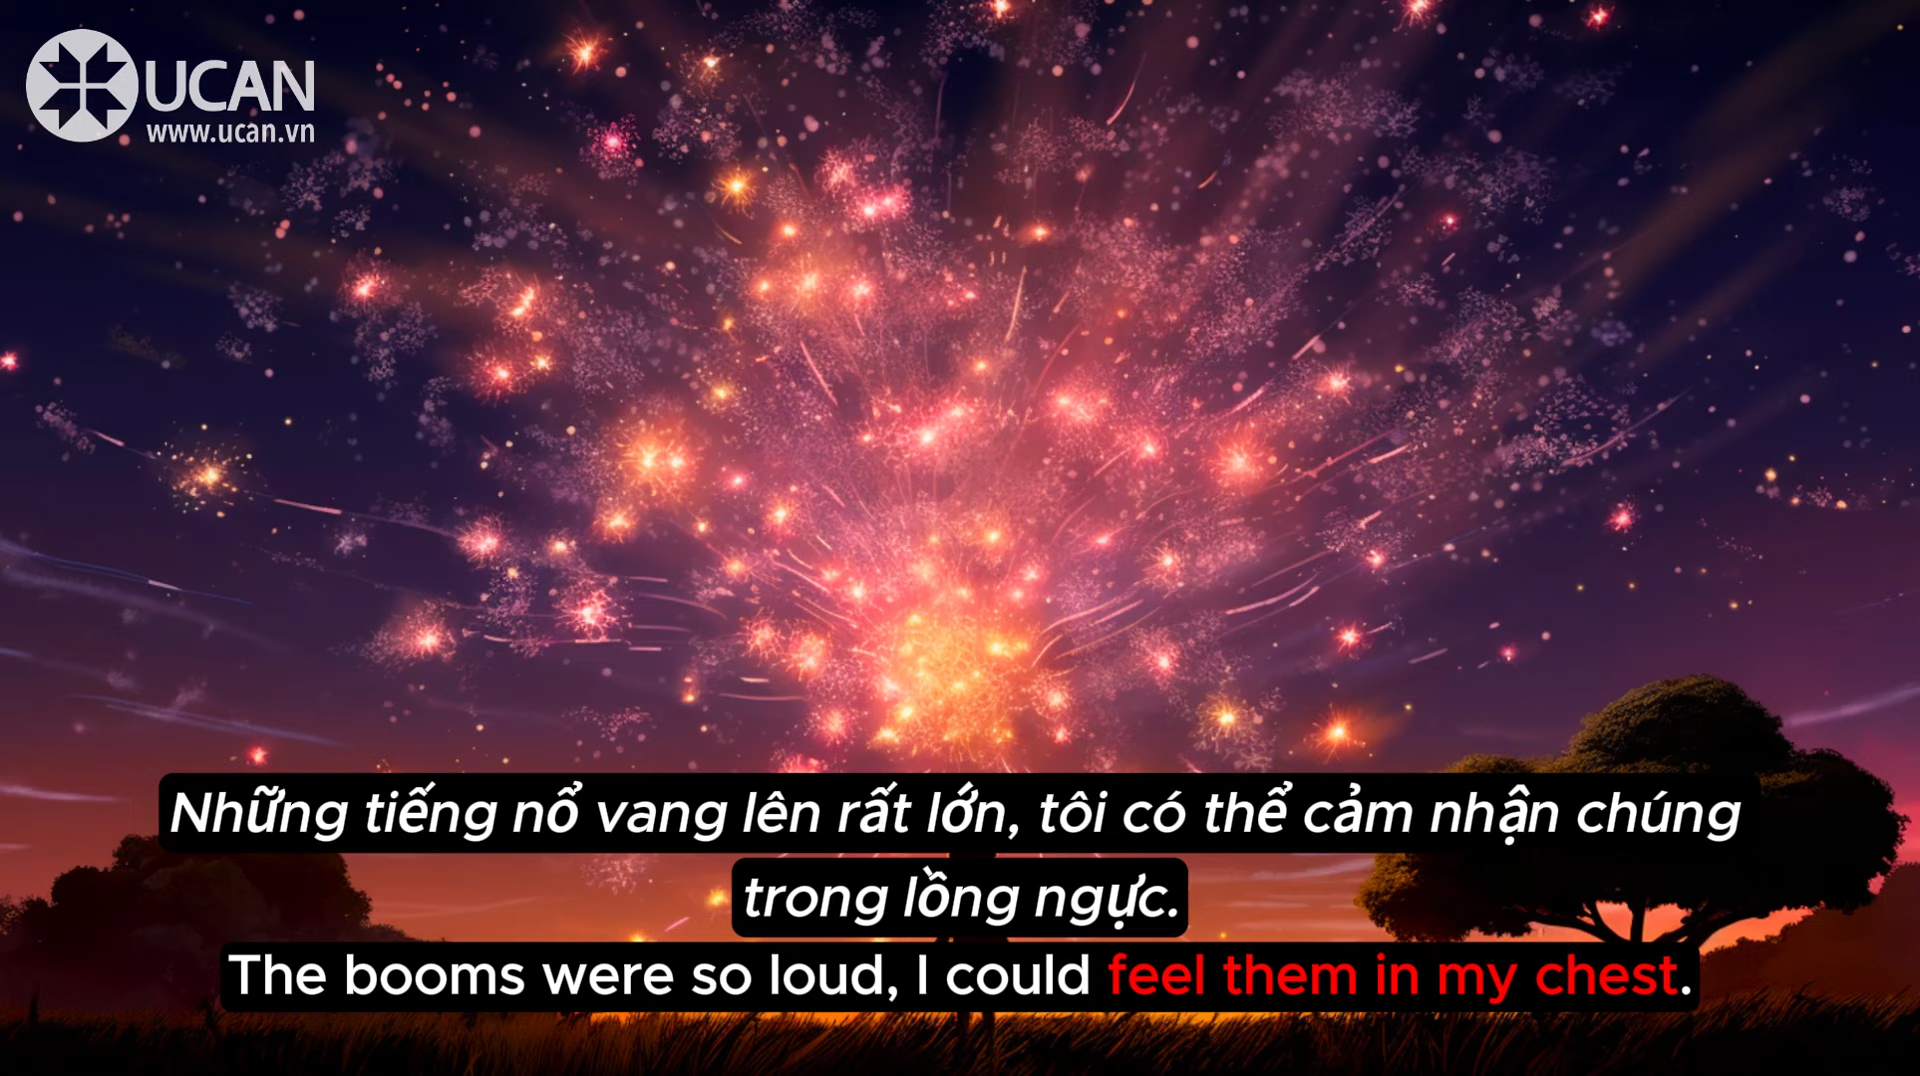 UCAN
www.ucan.vn
Những tiếng nổ vang lên rất lớn, tôi có thể cảm nhận chúng
trong lồng ngực.
The booms were so loud, I could feel them in my chest.